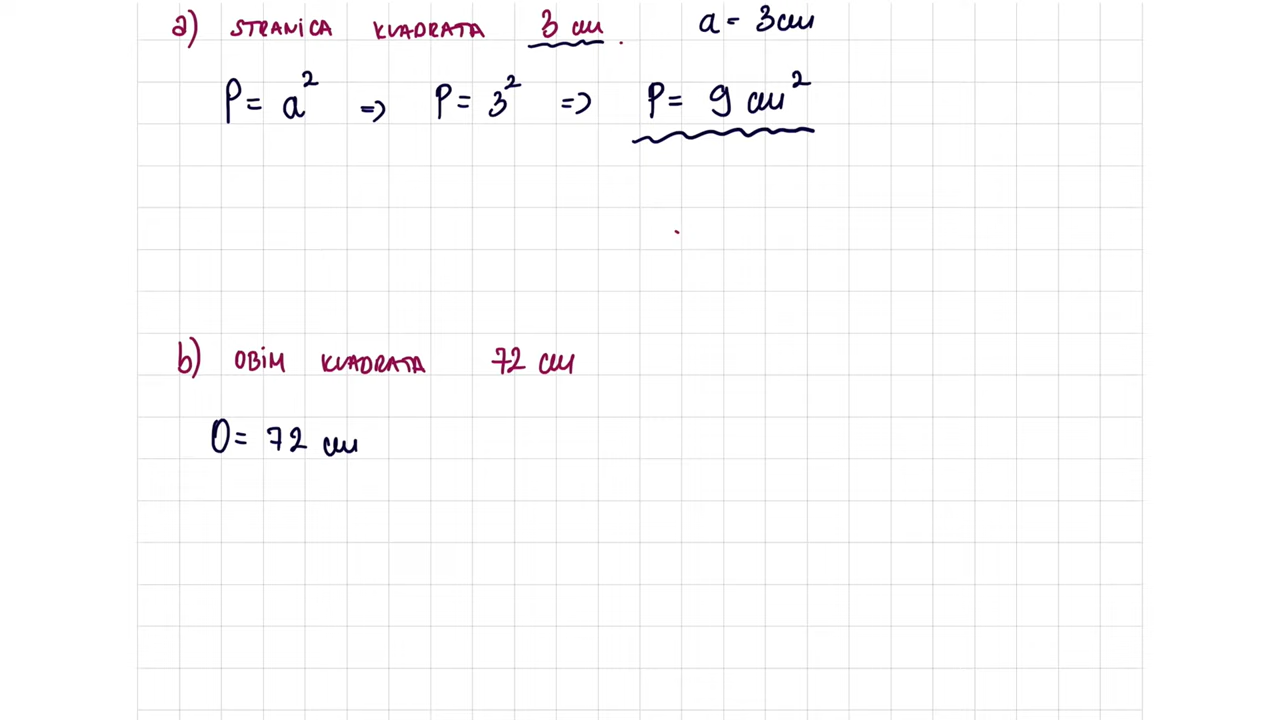 a) STRANICA KVADRATA 3 cm. a = 3cm
P = a² => P = 3² => P = 9 cm²
b) OBIM KVADRATA 72 cm
O = 72 cm